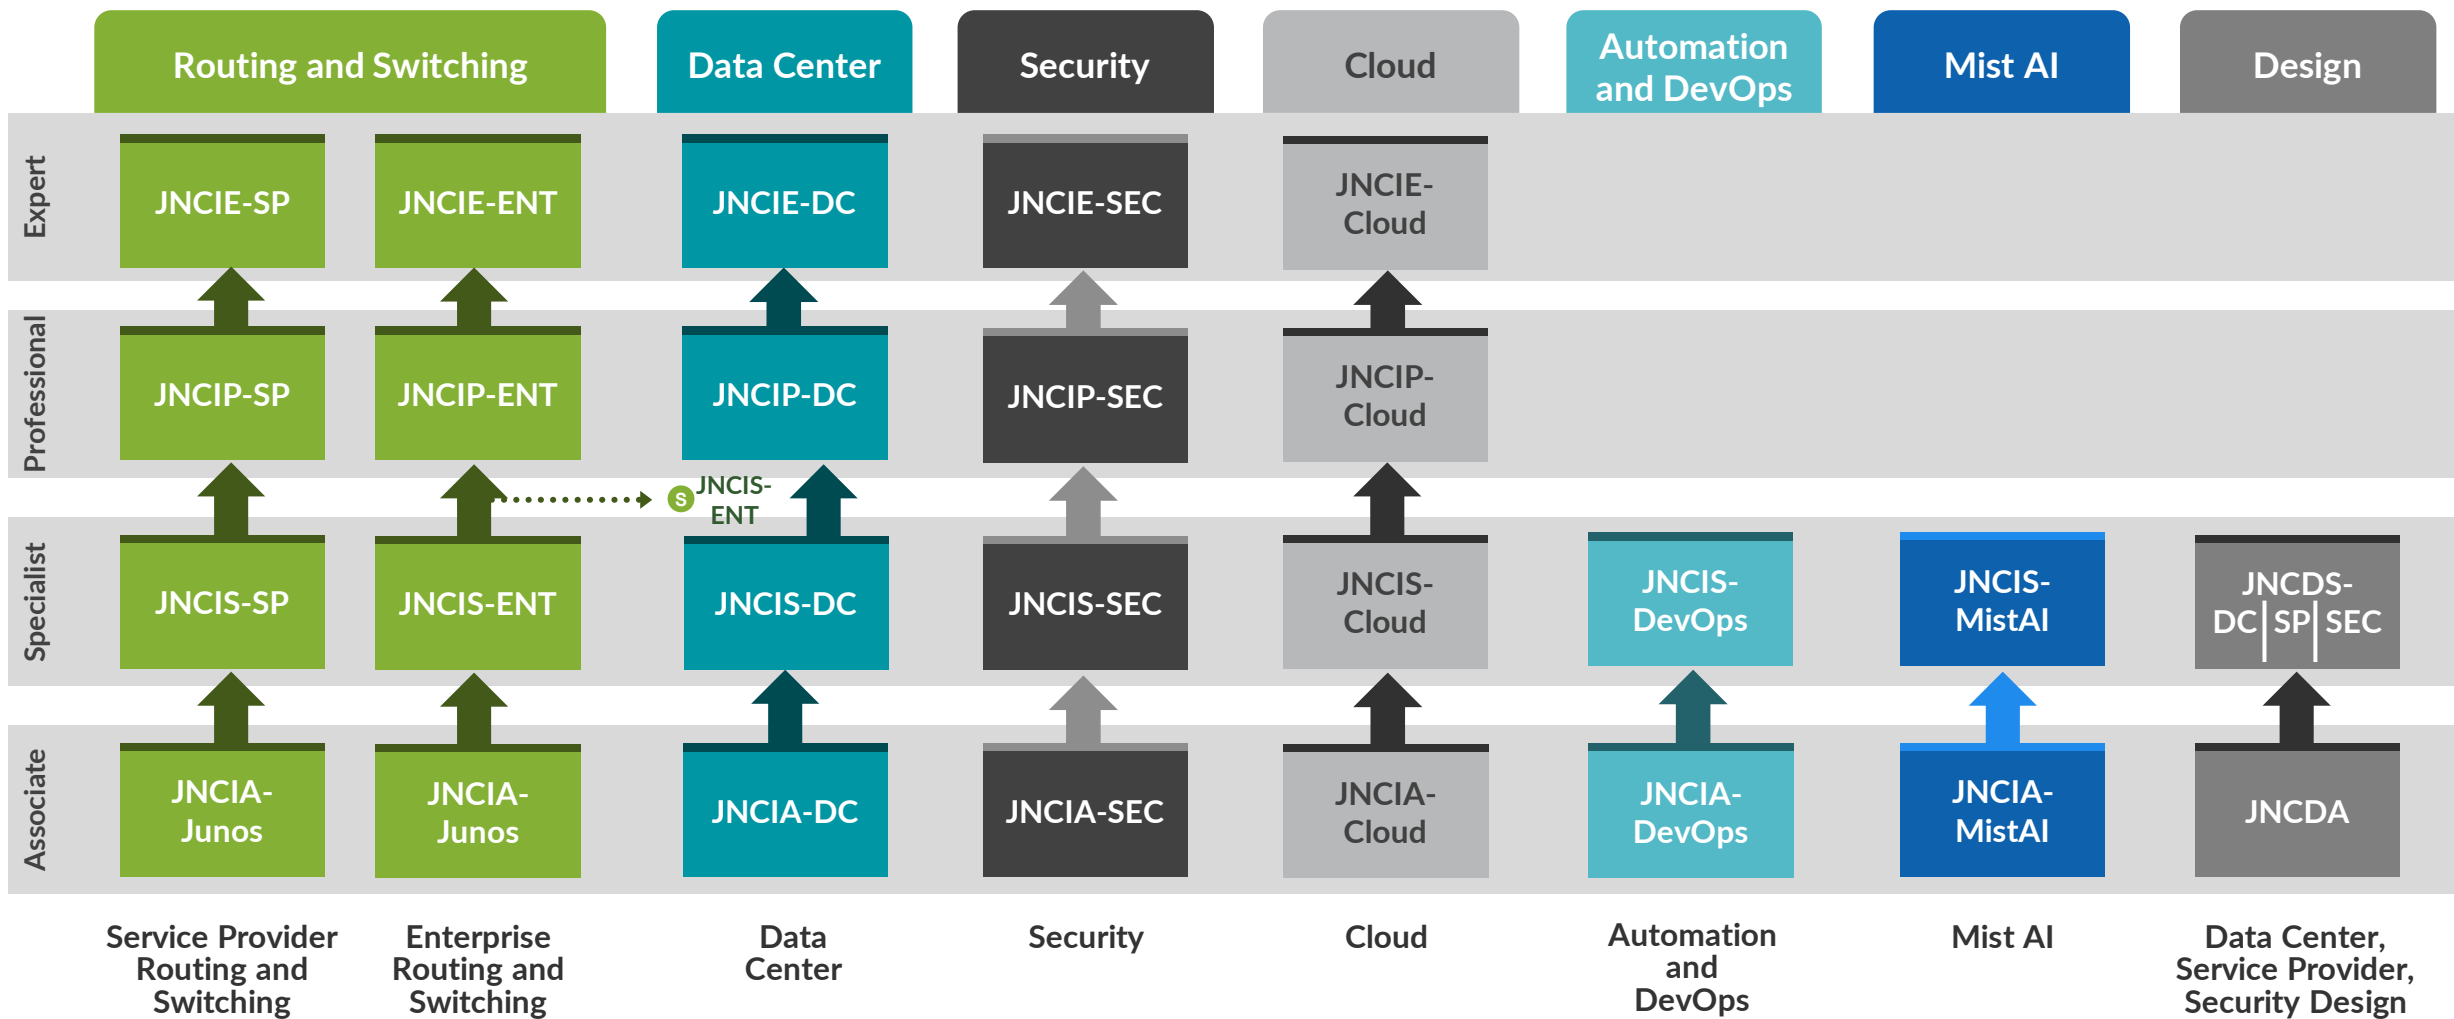 Routing and Switching
Data Center
Security
Cloud
Automation
and DevOps
Mist AI
Design
Expert
JNCIE-SP
JNCIE-ENT
JNCIE-DC
JNCIE-SEC
JNCIE-
Cloud
Professional
JNCIP-SP
JNCIP-ENT
JNCIP-DC
JNCIP-SEC
JNCIP-
Cloud
S
JNCIS-
ENT
Specialist
JNCIS-SP
JNCIS-ENT
JNCIS-DC
JNCIS-SEC
JNCIS-
Cloud
JNCIS-
DevOps
JNCIS-
MistAI
JNCDS-
DC SP SEC
Associate
JNCIA-
Junos
JNCIA-
Junos
JNCIA-DC
JNCIA-SEC
JNCIA-
Cloud
JNCIA-
DevOps
JNCIA-
MistAI
JNCDA
Service Provider
Routing and
Switching
Enterprise
Routing and
Switching
Data
Center
Security
Cloud
Automation
and
DevOps
Mist AI
Data Center,
Service Provider,
Security Design